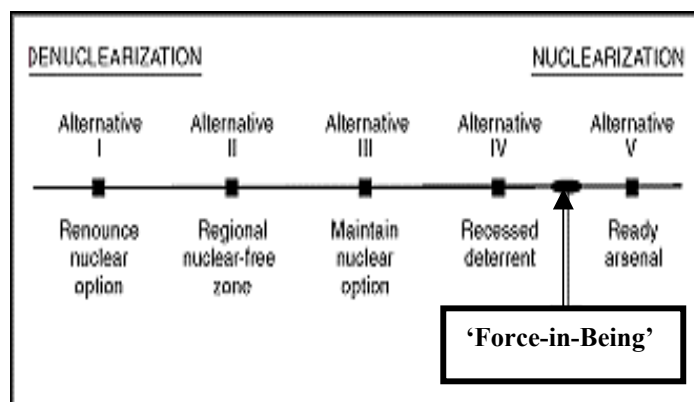 DENUCLEARIZATION NUCLEARIZATION
Alternative Alternative Alternative Alternative Alternative
I II III IV V
Renounce Regional Maintain Recessed Ready
nuclear nuclear-free nuclear deterrent arsenal
option zone option
‘Force-in-Being’